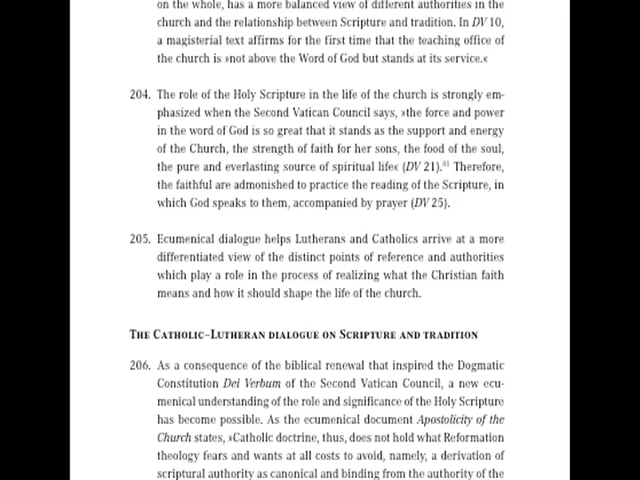 on the whole, has a more balanced view of different authorities in the
church and the relationship between Scripture and tradition. In DV 10,
a magisterial text affirms for the first time that the teaching office of
the church is »not above the Word of God but stands at its service.«
204. The role of the Holy Scripture in the life of the church is strongly em-
phasized when the Second Vatican Council says, »the force and power
in the word of God is so great that it stands as the support and energy
of the Church, the strength of faith for her sons, the food of the soul,
the pure and everlasting source of spiritual life« (DV 21).81 Therefore,
the faithful are admonished to practice the reading of the Scripture, in
which God speaks to them, accompanied by prayer (DV 25).
205. Ecumenical dialogue helps Lutherans and Catholics arrive at a more
differentiated view of the distinct points of reference and authorities
which play a role in the process of realizing what the Christian faith
means and how it should shape the life of the church.
The Catholic–Lutheran dialogue on Scripture and tradition
206. As a consequence of the biblical renewal that inspired the Dogmatic
Constitution Dei Verbum of the Second Vatican Council, a new ecu-
menical understanding of the role and significance of the Holy Scripture
has become possible. As the ecumenical document Apostolicity of the
Church states, »Catholic doctrine, thus, does not hold what Reformation
theology fears and wants at all costs to avoid, namely, a derivation of
scriptural authority as canonical and binding from the authority of the